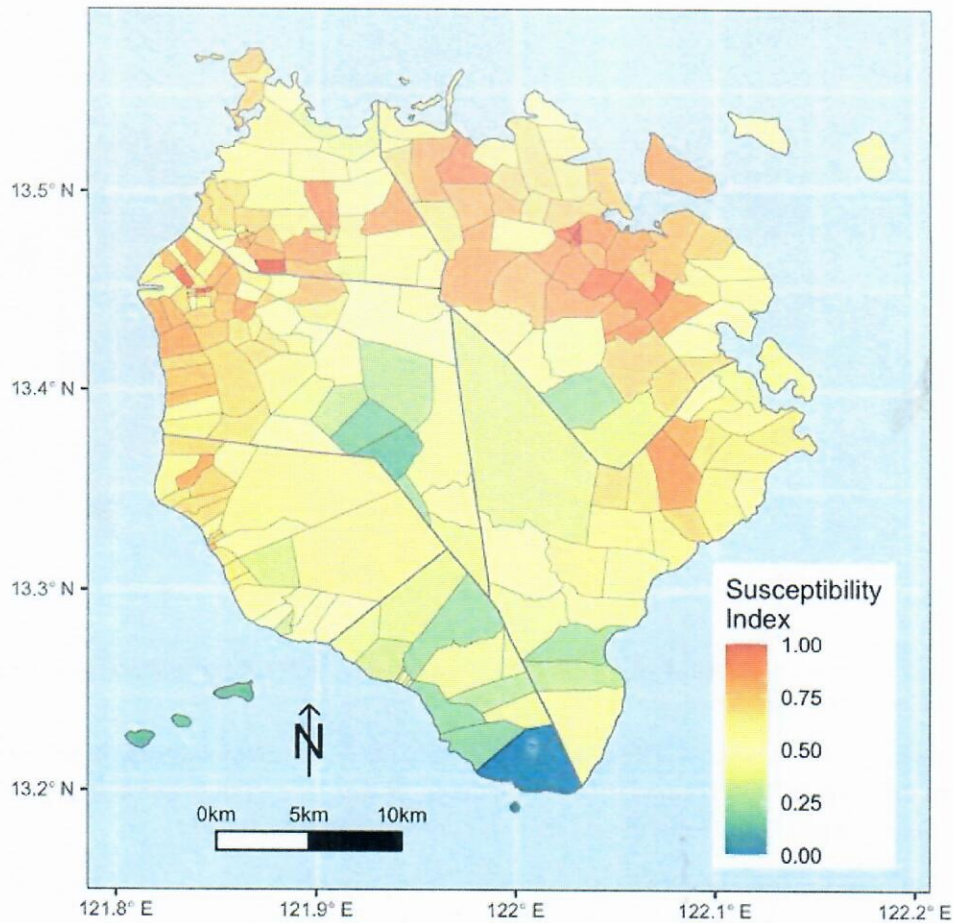 13.5° N
13.4° N
13.3° N
13.2° N
121.8° E
121.9° E
122° E
122.1° E
122.2° E
N
0km 5km 10km
Susceptibility
Index
1.00
0.75
0.50
0.25
0.00